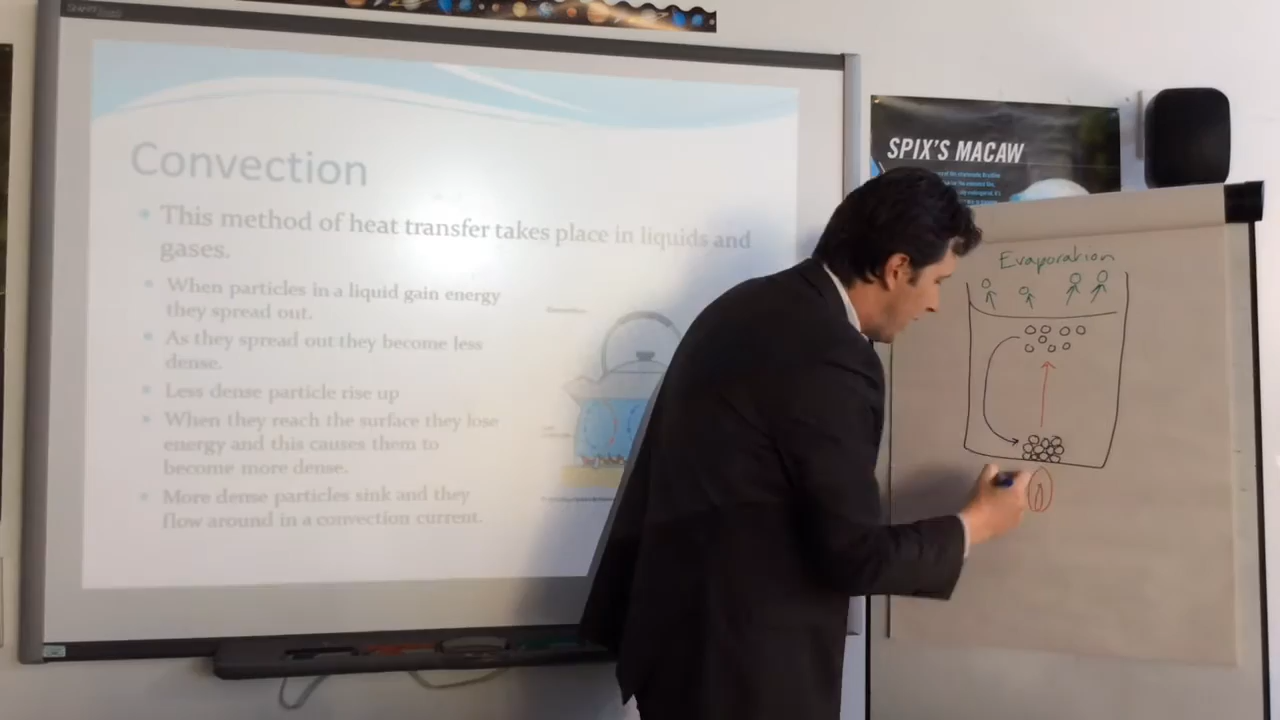 Convection
This method of heat transfer takes place in liquids and
gases.
When particles in a liquid gain energy
they spread out.
As they spread out they become less
dense.
Less dense particle rise up
When they reach the surface they lose
energy and this causes them to
become more dense.
More dense particles sink and they
flow around in a convection current.
SPIX'S MACAW
Evaporation